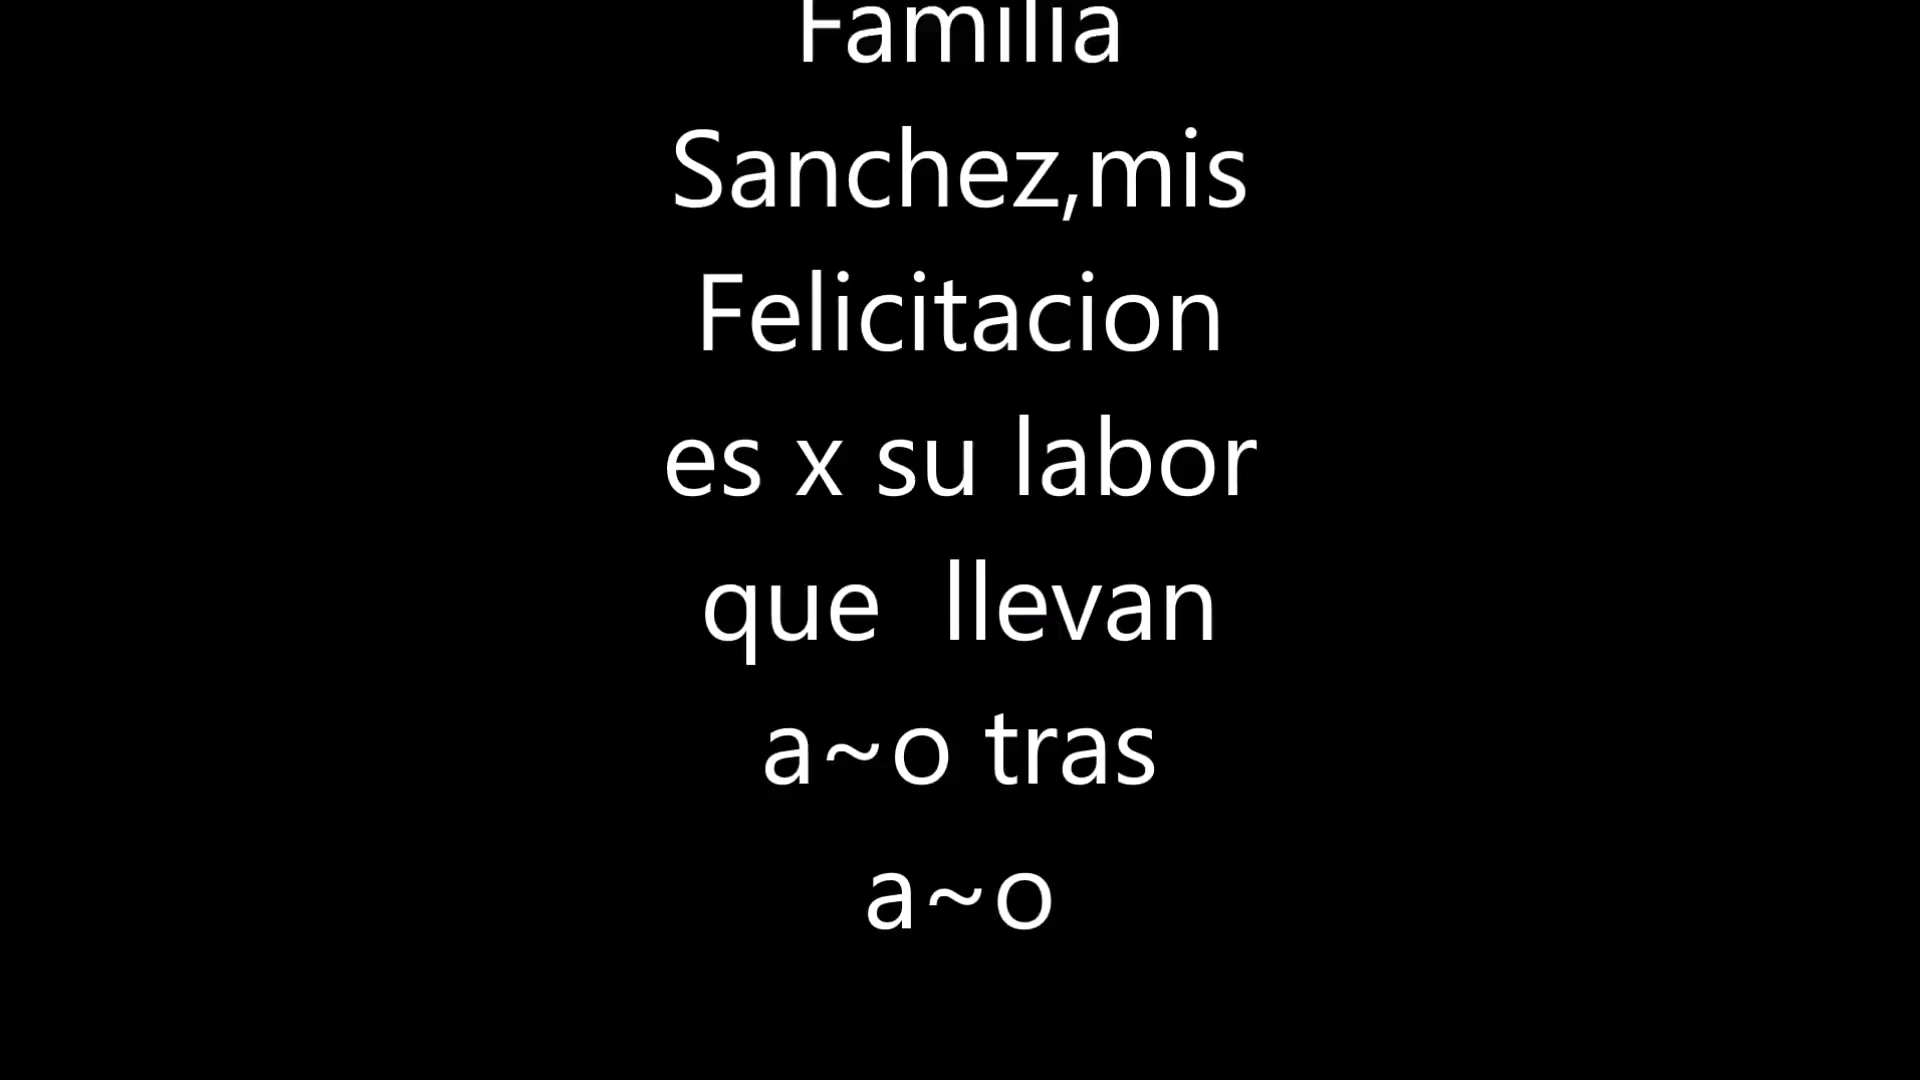 Familia
Sanchez,mis
Felicitacion
es x su labor
que  llevan
a~o tras
a~o